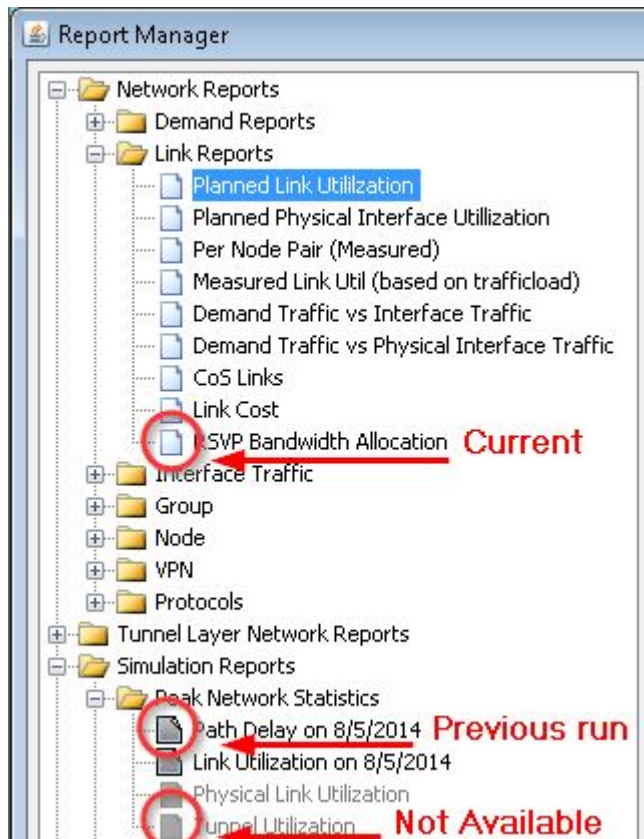 Report Manager
Network Reports
Demand Reports
Link Reports
Planned Link Utililzation
Planned Physical Interface Utillization
Per Node Pair (Measured)
Measured Link Util (based on trafficload)
Demand Traffic vs Interface Traffic
Demand Traffic vs Physical Interface Traffic
CoS Links
Link Cost
RSVP Bandwidth Allocation Current
Interface Traffic
Group
Node
VPN
Protocols
Tunnel Layer Network Reports
Simulation Reports
Peak Network Statistics
Path Delay on 8/5/2014 Previous run
Link Utilization on 8/5/2014
Physical Link Utilization
Tunnel Utilization Not Available